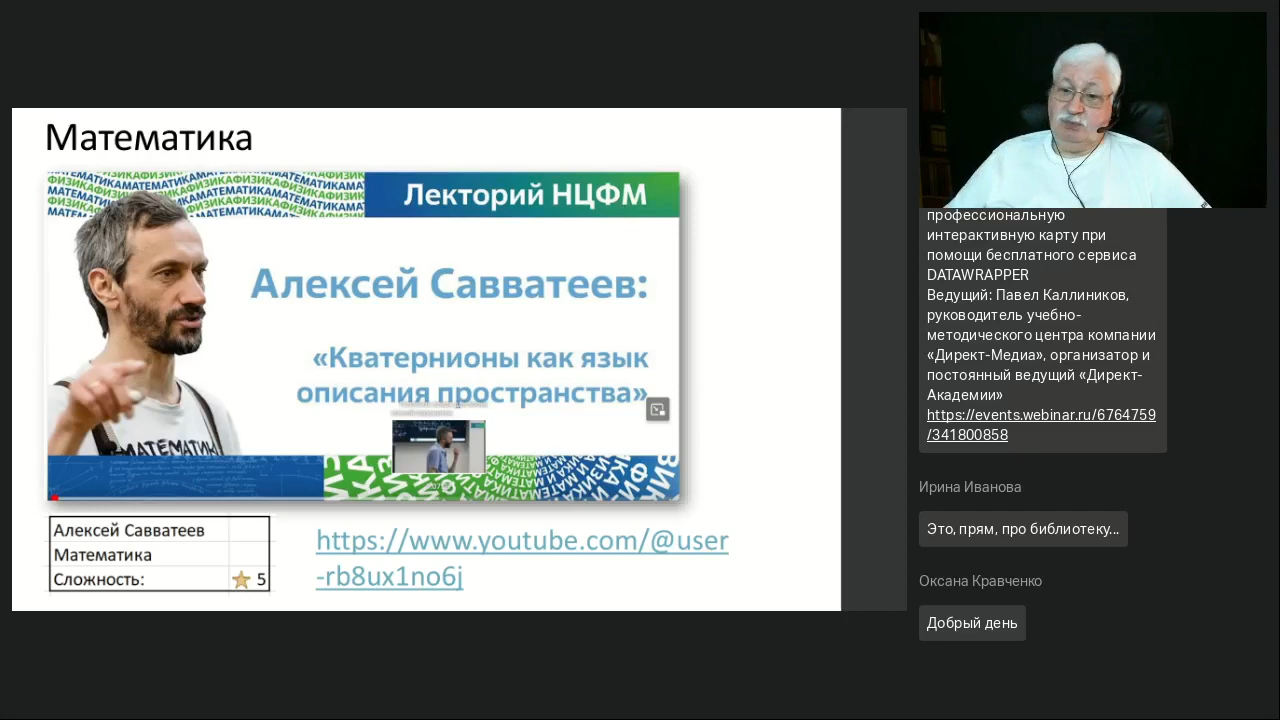 Математика
Лекторий НЦФМ
Алексей Савватеев:
«Кватернионы как язык
описания пространства»
МАТЕМАТИКА
Алексей Савватеев
Математика
Сложность: 5
https://www.youtube.com/@user
-rb8ux1no6j
профессиональную
интерактивную карту при
помощи бесплатного сервиса
DATAWRAPPER
Ведущий: Павел Каллиников,
руководитель учебно-
методического центра компании
«Директ-Медиа», организатор и
постоянный ведущий «Директ-
Академии»
https://events.webinar.ru/6764759
/341800858
Ирина Иванова
Это, прям, про библиотеку...
Оксана Кравченко
Добрый день